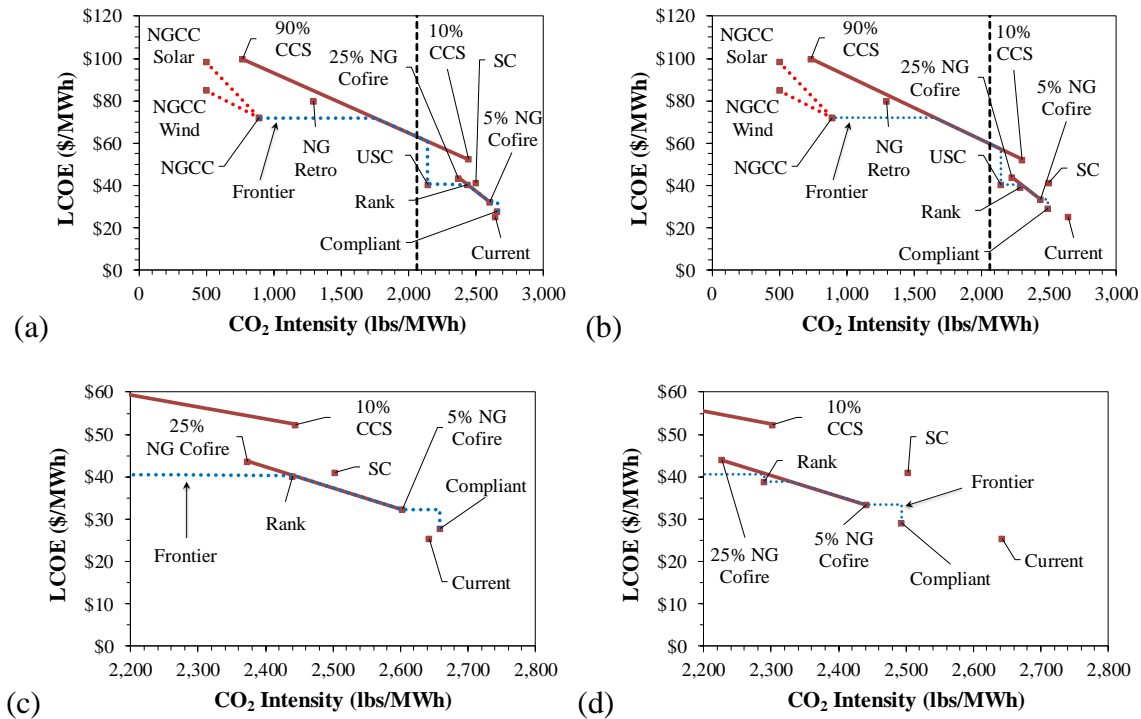 LCOE ($/MWh)
$120
$100
$80
$60
$40
$20
$0
0
500
1,000
1,500
2,000
2,500
3,000
CO2 Intensity (lbs/MWh)
NGCC
Solar
90%
CCS
25% NG
Cofire
10%
CCS
SC
5% NG
Cofire
NGCC
Wind
NGCC
Frontier
NG
Retro
USC
Rank
Compliant
Current
(a)
LCOE ($/MWh)
$120
$100
$80
$60
$40
$20
$0
0
500
1,000
1,500
2,000
2,500
3,000
CO2 Intensity (lbs/MWh)
NGCC
Solar
90%
CCS
25% NG
Cofire
10%
CCS
5% NG
Cofire
SC
NGCC
Wind
NGCC
Frontier
NG
Retro
USC
Rank
Compliant
Current
(b)
LCOE ($/MWh)
$60
$50
$40
$30
$20
$10
$0
2,200
2,300
2,400
2,500
2,600
2,700
2,800
CO2 Intensity (lbs/MWh)
25%
NG Cofire
10%
CCS
5% NG
Cofire
SC
Compliant
Rank
Frontier
Current
(c)
LCOE ($/MWh)
$60
$50
$40
$30
$20
$10
$0
2,200
2,300
2,400
2,500
2,600
2,700
2,800
CO2 Intensity (lbs/MWh)
10%
CCS
SC
Rank
Frontier
25% NG
Cofire
5% NG
Cofire
Compliant
Current
(d)